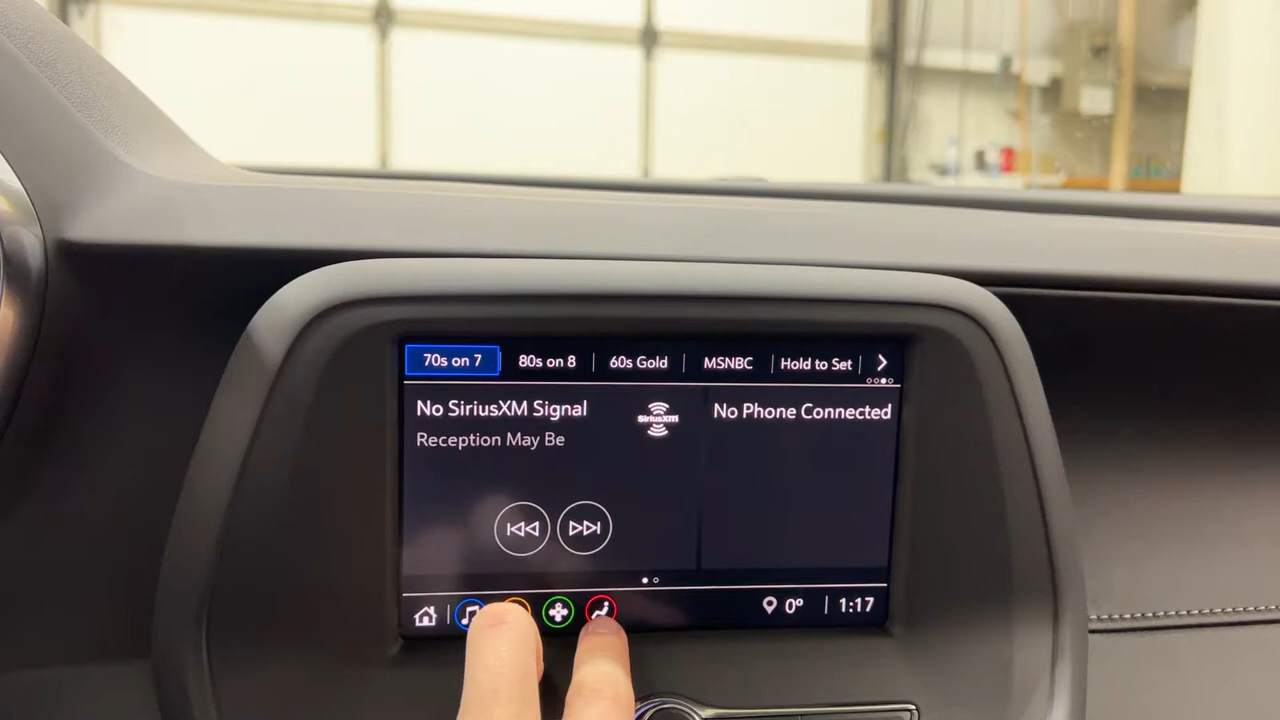 70s on 7
80s on 8
60s Gold
MSNBC
Hold to Set
No SiriusXM Signal
Reception May Be
SiriusXM
No Phone Connected
0°
1:17